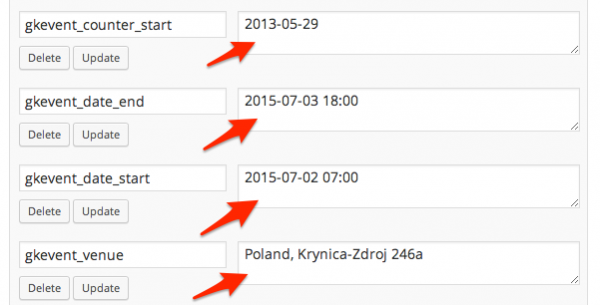 gkevent_counter_start 2013-05-29
Delete Update
gkevent_date_end 2015-07-03 18:00
Delete Update
gkevent_date_start 2015-07-02 07:00
Delete Update
gkevent_venue Poland, Krynica-Zdroj 246a
Delete Update